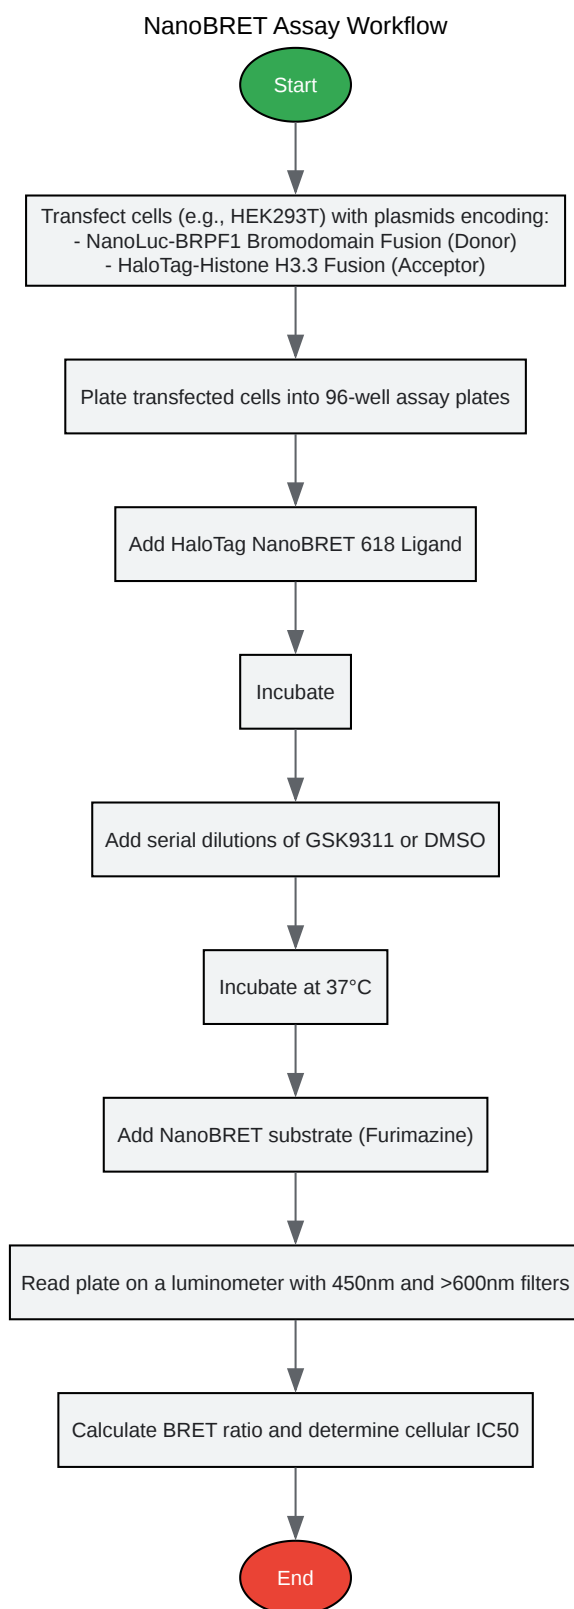 NanoBRET Assay Workflow
Start
Transfect cells (e.g., HEK293T) with plasmids encoding:
- NanoLuc-BRPF1 Bromodomain Fusion (Donor)
- HaloTag-Histone H3.3 Fusion (Acceptor)
Plate transfected cells into 96-well assay plates
Add HaloTag NanoBRET 618 Ligand
Incubate
Add serial dilutions of GSK9311 or DMSO
Incubate at 37°C
Add NanoBRET substrate (Furimazine)
Read plate on a luminometer with 450nm and >600nm filters
Calculate BRET ratio and determine cellular IC50
End